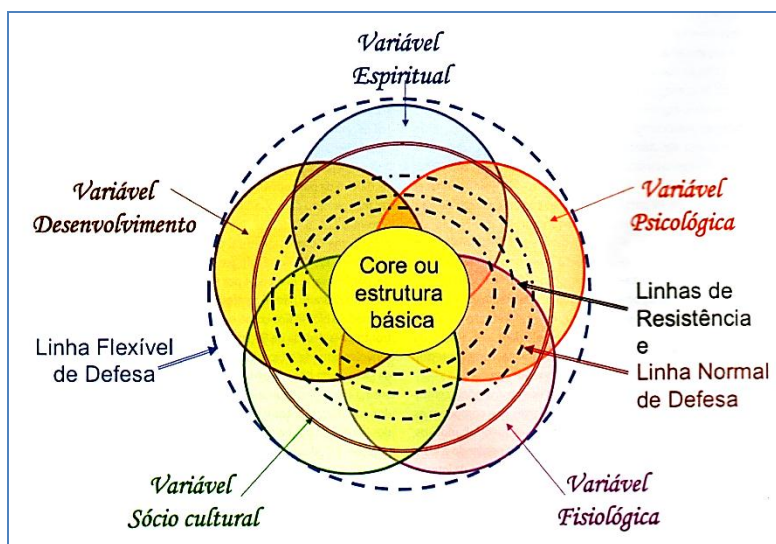 Variável
Espiritual
Variável
Desenvolvimento
Variável
Psicológica
Core ou
estrutura
básica
Linhas de
Resistência
e
Linha Normal
de Defesa
Linha Flexível
de Defesa
Variável
Sócio cultural
Variável
Fisiológica